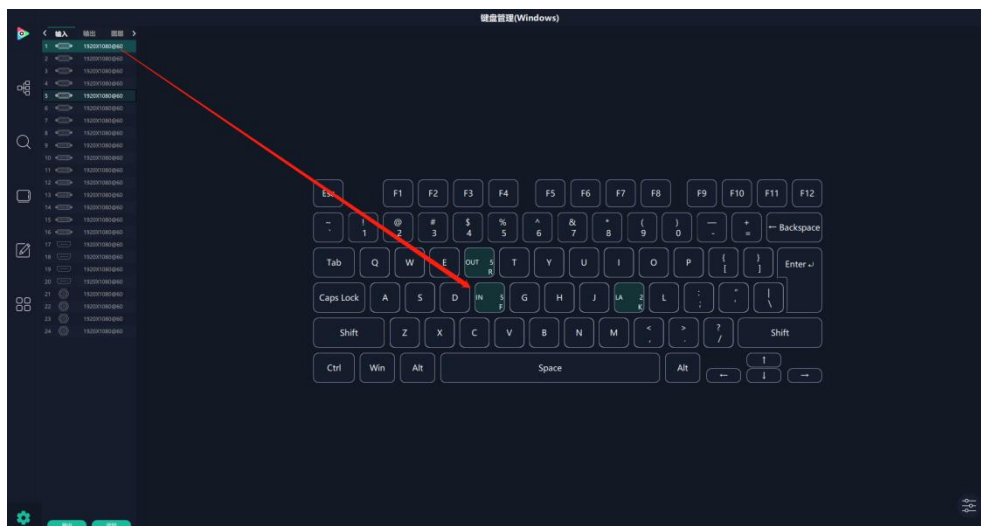 键盘管理(Windows)
输入 输出 图层
1 1920X1080@60
2 1920X1080@60
3 1920X1080@60
4 1920X1080@60
5 1920X1080@60
6 1920X1080@60
7 1920X1080@60
8 1920X1080@60
9 1920X1080@60
10 1920X1080@60
11 1920X1080@60
12 1920X1080@60
13 1920X1080@60
14 1920X1080@60
15 1920X1080@60
16 1920X1080@60
17 1920X1080@60
18 1920X1080@60
19 1920X1080@60
20 1920X1080@60
21 1920X1080@60
22 1920X1080@60
23 1920X1080@60
24 1920X1080@60
Esc F1 F2 F3 F4 F5 F6 F7 F8 F9 F10 F11 F12
~ ! @ # $ % ^ & * ( ) — +
` 1 2 3 4 5 6 7 8 9 0 - = ← Backspace
Tab Q W E OUT 5 R T Y U I O P { [ } ] Enter ↵
Caps Lock A S D IN 5 F G H J LA 2 K L : ; " ' | \
Shift Z X C V B N M < , > . ? / Shift
Ctrl Win Alt Space Alt ← ↑ ↓ →